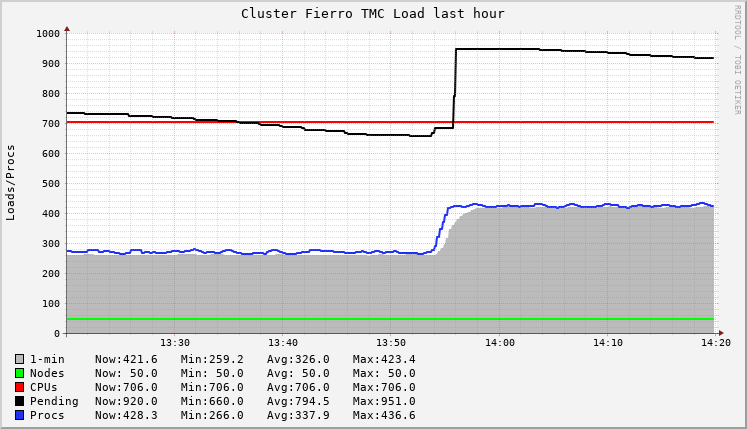 Cluster Fierro TMC Load last hour
RRDTOOL / TOBI OETIKER
Loads/Procs
1000
900
800
700
600
500
400
300
200
100
0
13:30 13:40 13:50 14:00 14:10 14:20
1-min Now:421.6 Min:259.2 Avg:326.0 Max:423.4
Nodes Now: 50.0 Min: 50.0 Avg: 50.0 Max: 50.0
CPUs Now:706.0 Min:706.0 Avg:706.0 Max:706.0
Pending Now:920.0 Min:660.0 Avg:794.5 Max:951.0
Procs Now:428.3 Min:266.0 Avg:337.9 Max:436.6